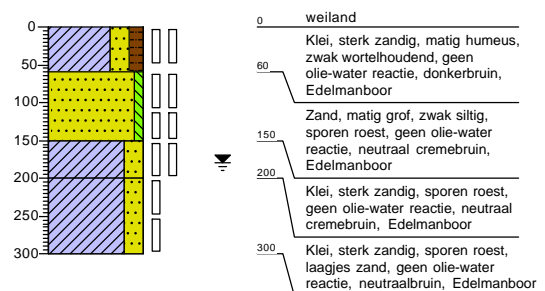 0
50
100
150
200
250
300
0 weiland
Klei, sterk zandig, matig humeus,
zwak wortelhoudend, geen
olie-water reactie, donkerbruin,
Edelmanboor
60
Zand, matig grof, zwak siltig,
sporen roest, geen olie-water
reactie, neutraal cremebruin,
Edelmanboor
150
Klei, sterk zandig, sporen roest,
geen olie-water reactie, neutraal
cremebruin, Edelmanboor
200
Klei, sterk zandig, sporen roest,
laagjes zand, geen olie-water
reactie, neutraalbruin, Edelmanboor
300